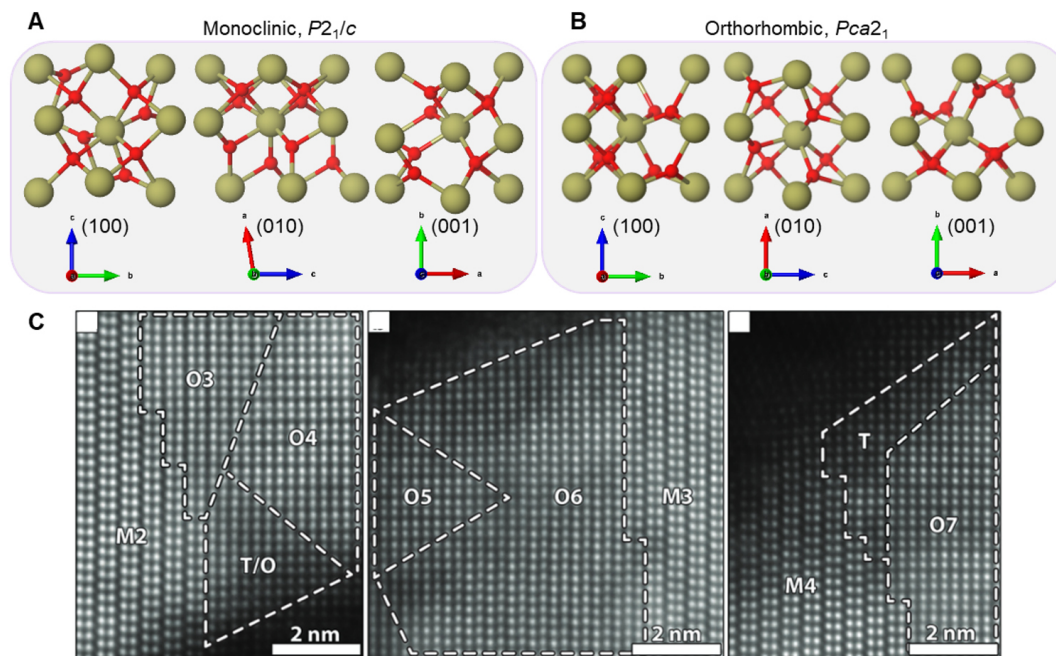 A
Monoclinic, P2₁/c
B
Orthorhombic, Pca2₁
c
(100)
b
a
(010)
c
b
(001)
a
c
(100)
b
a
(010)
c
b
(001)
a
C
O3
O4
M2
T/O
2 nm
O5
O6
M3
2 nm
T
O7
M4
2 nm